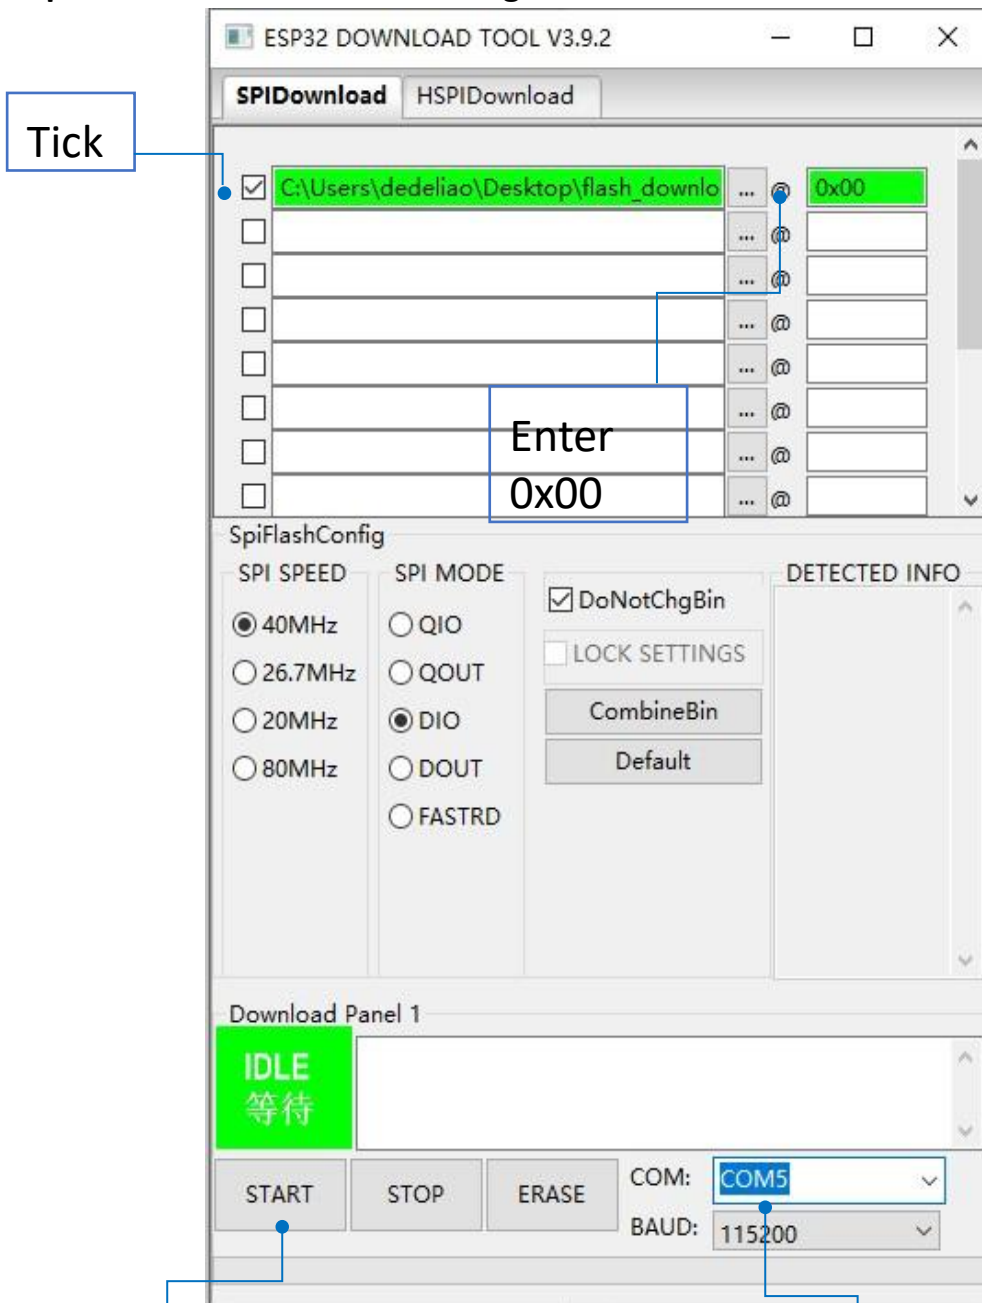 ESP32 DOWNLOAD TOOL V3.9.2
SPIDownload HSPIDownload
Tick
C:\Users\dedeliao\Desktop\flash_downlo ... @ 0x00
... @
... @
... @
... @
... @
... @
... @
Enter
0x00
SpiFlashConfig
SPI SPEED SPI MODE DETECTED INFO
DoNotChgBin
40MHz QIO
LOCK SETTINGS
26.7MHz QOUT
CombineBin
20MHz DIO
Default
80MHz DOUT
FASTRD
Download Panel 1
IDLE
等待
START STOP ERASE COM: COM5
BAUD: 115200